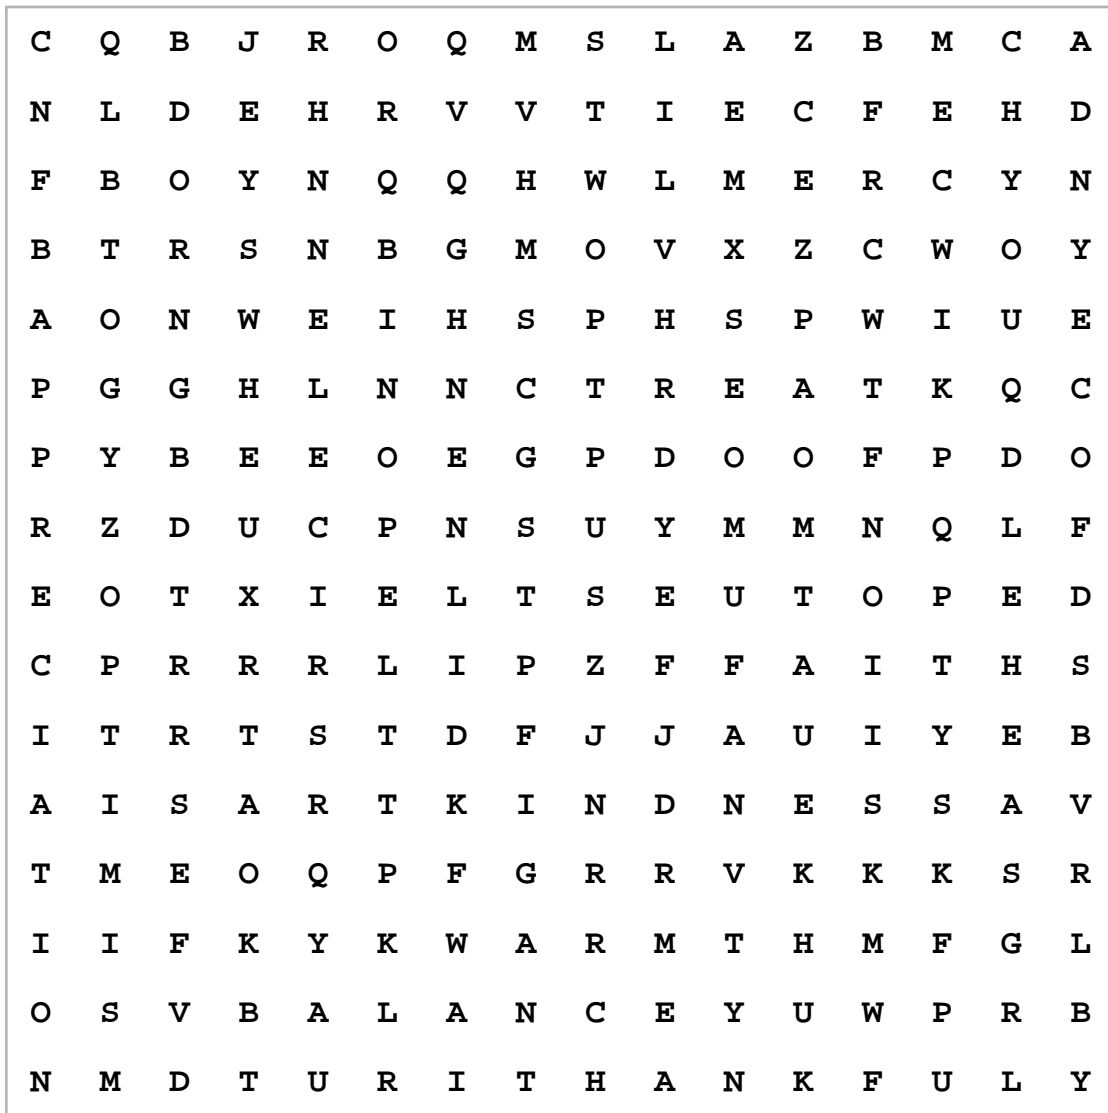 C Q B J R O Q M S L A Z B M C A
N L D E H R V V T I E C F E H D
F B O Y N Q Q H W L M E R C Y N
B T R S N B G M O V X Z C W O Y
A O N W E I H S P H S P W I U E
P G G H L N N C T R E A T K Q C
P Y B E E O E G P D O O F P D O
R Z D U C P N S U Y M M N Q L F
E O T X I E L T S E U T O P E D
C P R R R L I P Z F F A I T H S
I T R T S T D F J J A U I Y E B
A I S A R T K I N D N E S S A V
T M E O Q P F G R R V K K K S R
I I F K Y K W A R M T H M F G L
O S V B A L A N C E Y U W P R B
N M D T U R I T H A N K F U L Y